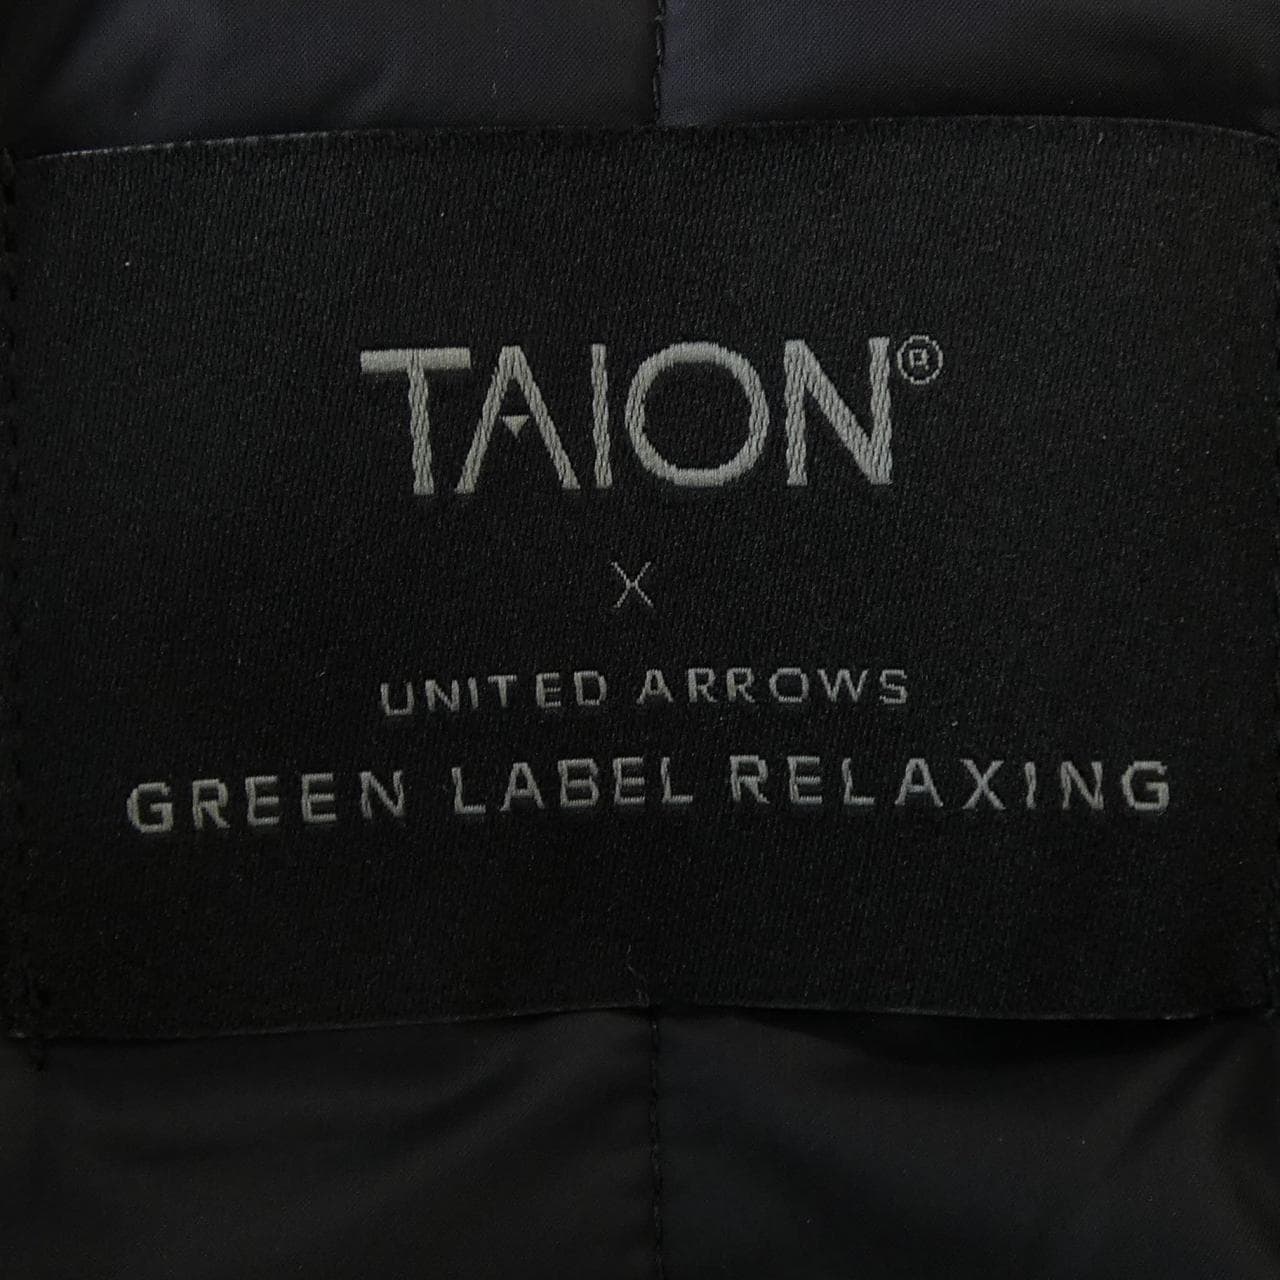 TAION®
X
UNITED ARROWS
GREEN LABEL RELAXING